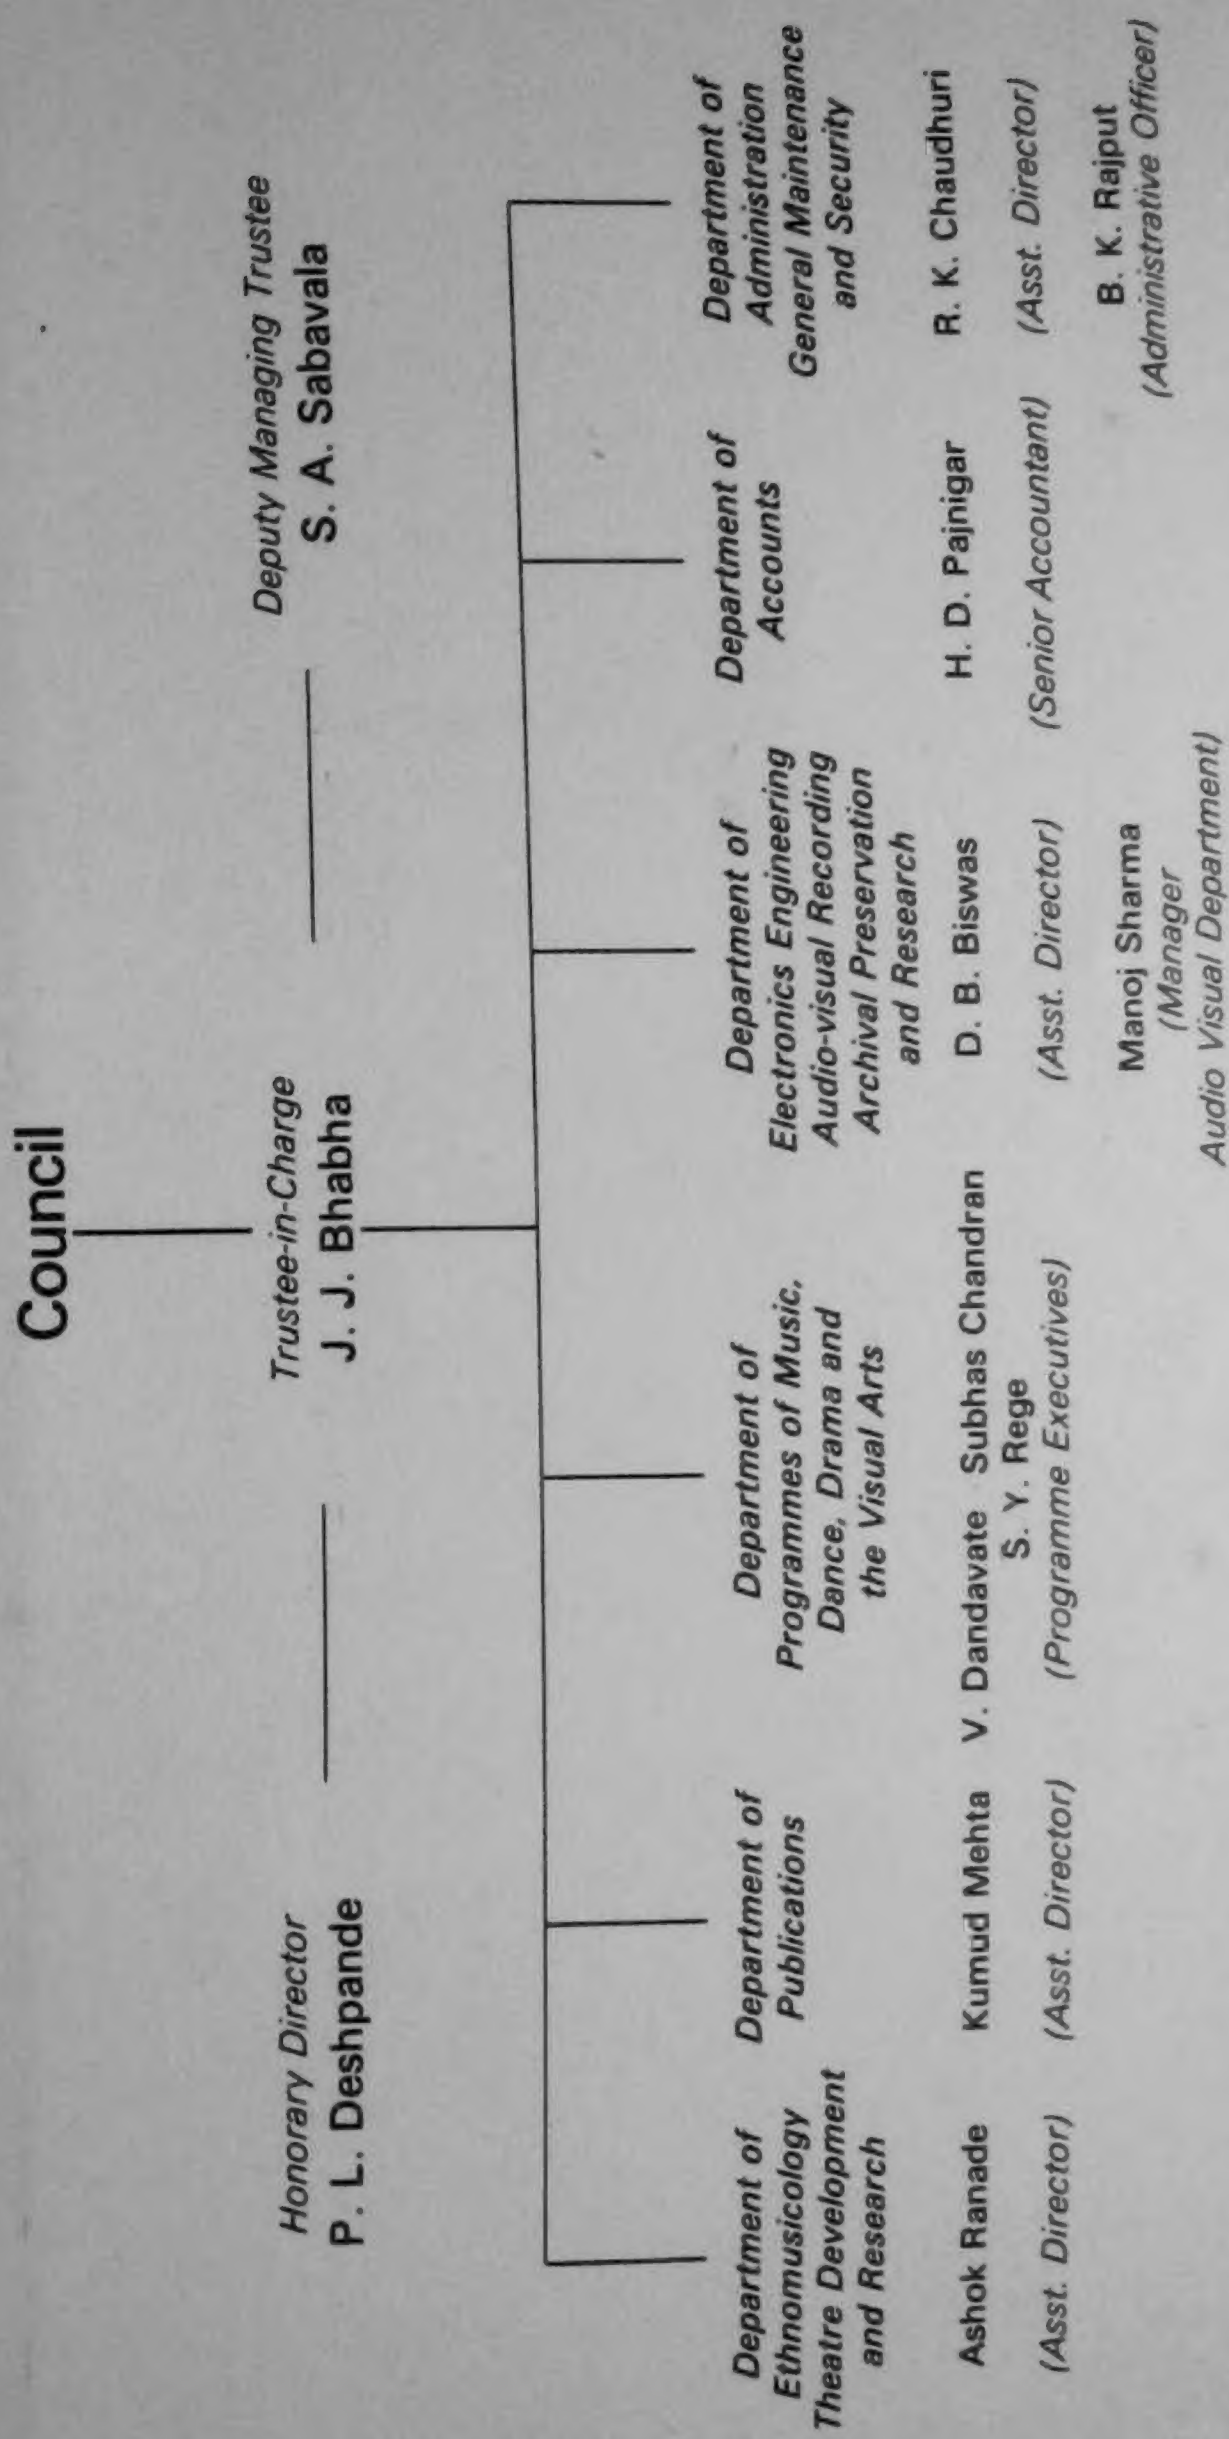 Council
Honorary Director
P. L. Deshpande
Trustee-in-Charge
J. J. Bhabha
Deputy Managing Trustee
S. A. Sabavala
Department of
Ethnomusicology
Theatre Development
and Research
Ashok Ranade
(Asst. Director)
Department of
Publications
Kumud Mehta
(Asst. Director)
Department of
Programmes of Music,
Dance, Drama and
the Visual Arts
V. Dandavate Subhas Chandran
S. Y. Rege
(Programme Executives)
Department of
Electronics Engineering
Audio-visual Recording
Archival Preservation
and Research
D. B. Biswas
(Asst. Director)
Manoj Sharma
(Manager
Audio Visual Department)
Department of
Accounts
H. D. Pajnigar
(Senior Accountant)
Department of
Administration
General Maintenance
and Security
R. K. Chaudhuri
(Asst. Director)
B. K. Rajput
(Administrative Officer)